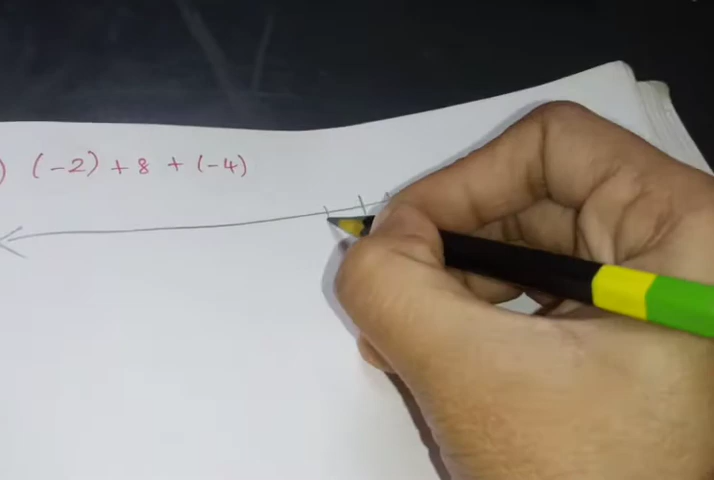 ) (-2) + 8 + (-4)